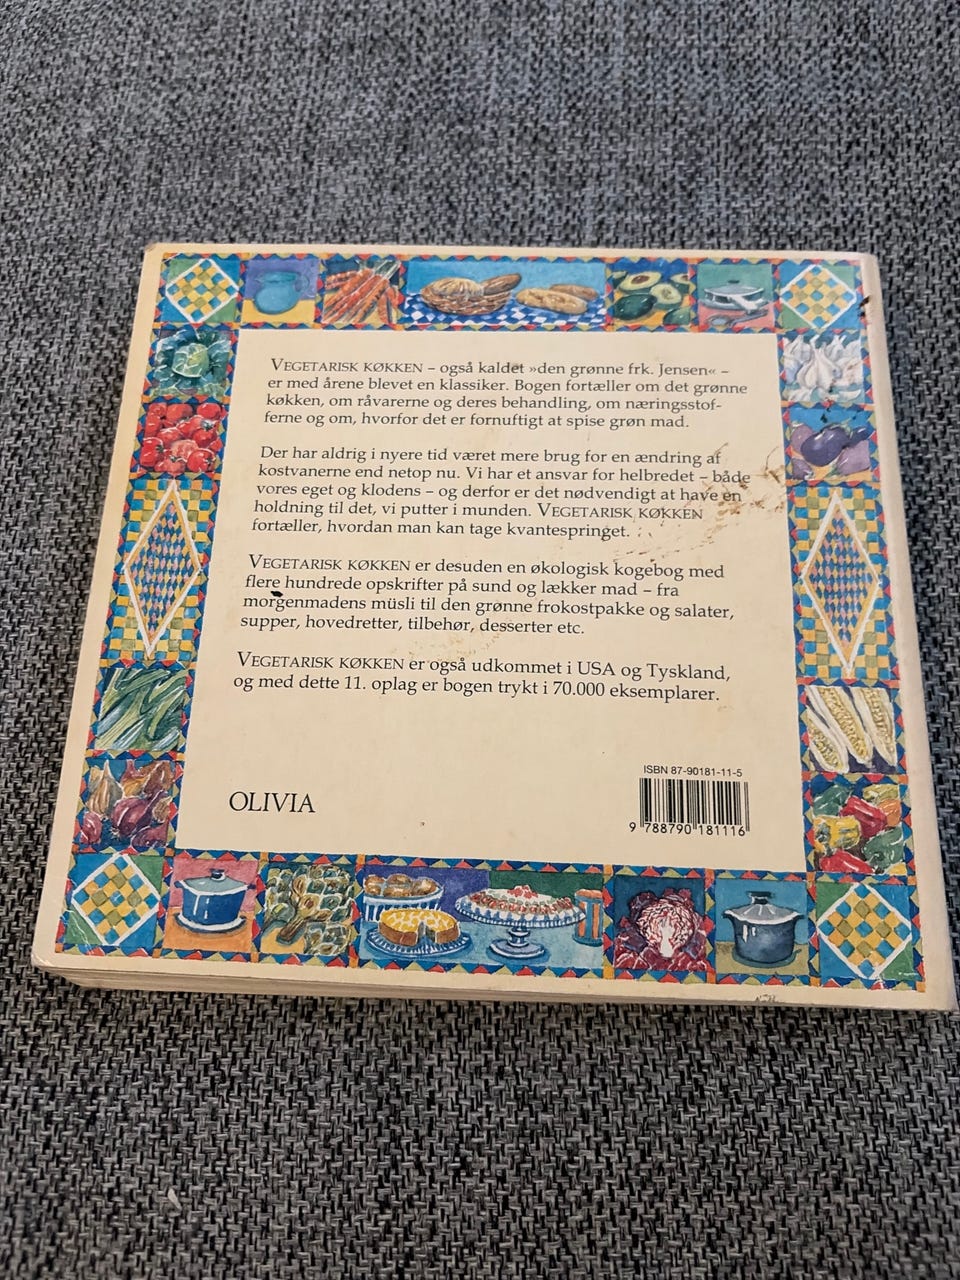 VEGETARISK KØKKEN – også kaldet »den grønne frk. Jensen« –
er med årene blevet en klassiker. Bogen fortæller om det grønne
køkken, om råvarerne og deres behandling, om næringsstof-
ferne og om, hvorfor det er fornuftigt at spise grøn mad.
Der har aldrig i nyere tid været mere brug for en ændring af
kostvanerne end netop nu. Vi har et ansvar for helbredet – både
vores eget og klodens – og derfor er det nødvendigt at have en
holdning til det, vi putter i munden. VEGETARISK KØKKEN
fortæller, hvordan man kan tage kvantespringet.
VEGETARISK KØKKEN er desuden en økologisk kogebog med
flere hundrede opskrifter på sund og lækker mad – fra
morgenmadens müsli til den grønne frokostpakke og salater,
supper, hovedretter, tilbehør, desserter etc.
VEGETARISK KØKKEN er også udkommet i USA og Tyskland,
og med dette 11. oplag er bogen trykt i 70.000 eksemplarer.
ISBN 87-90181-11-5
OLIVIA
9 788790 181116